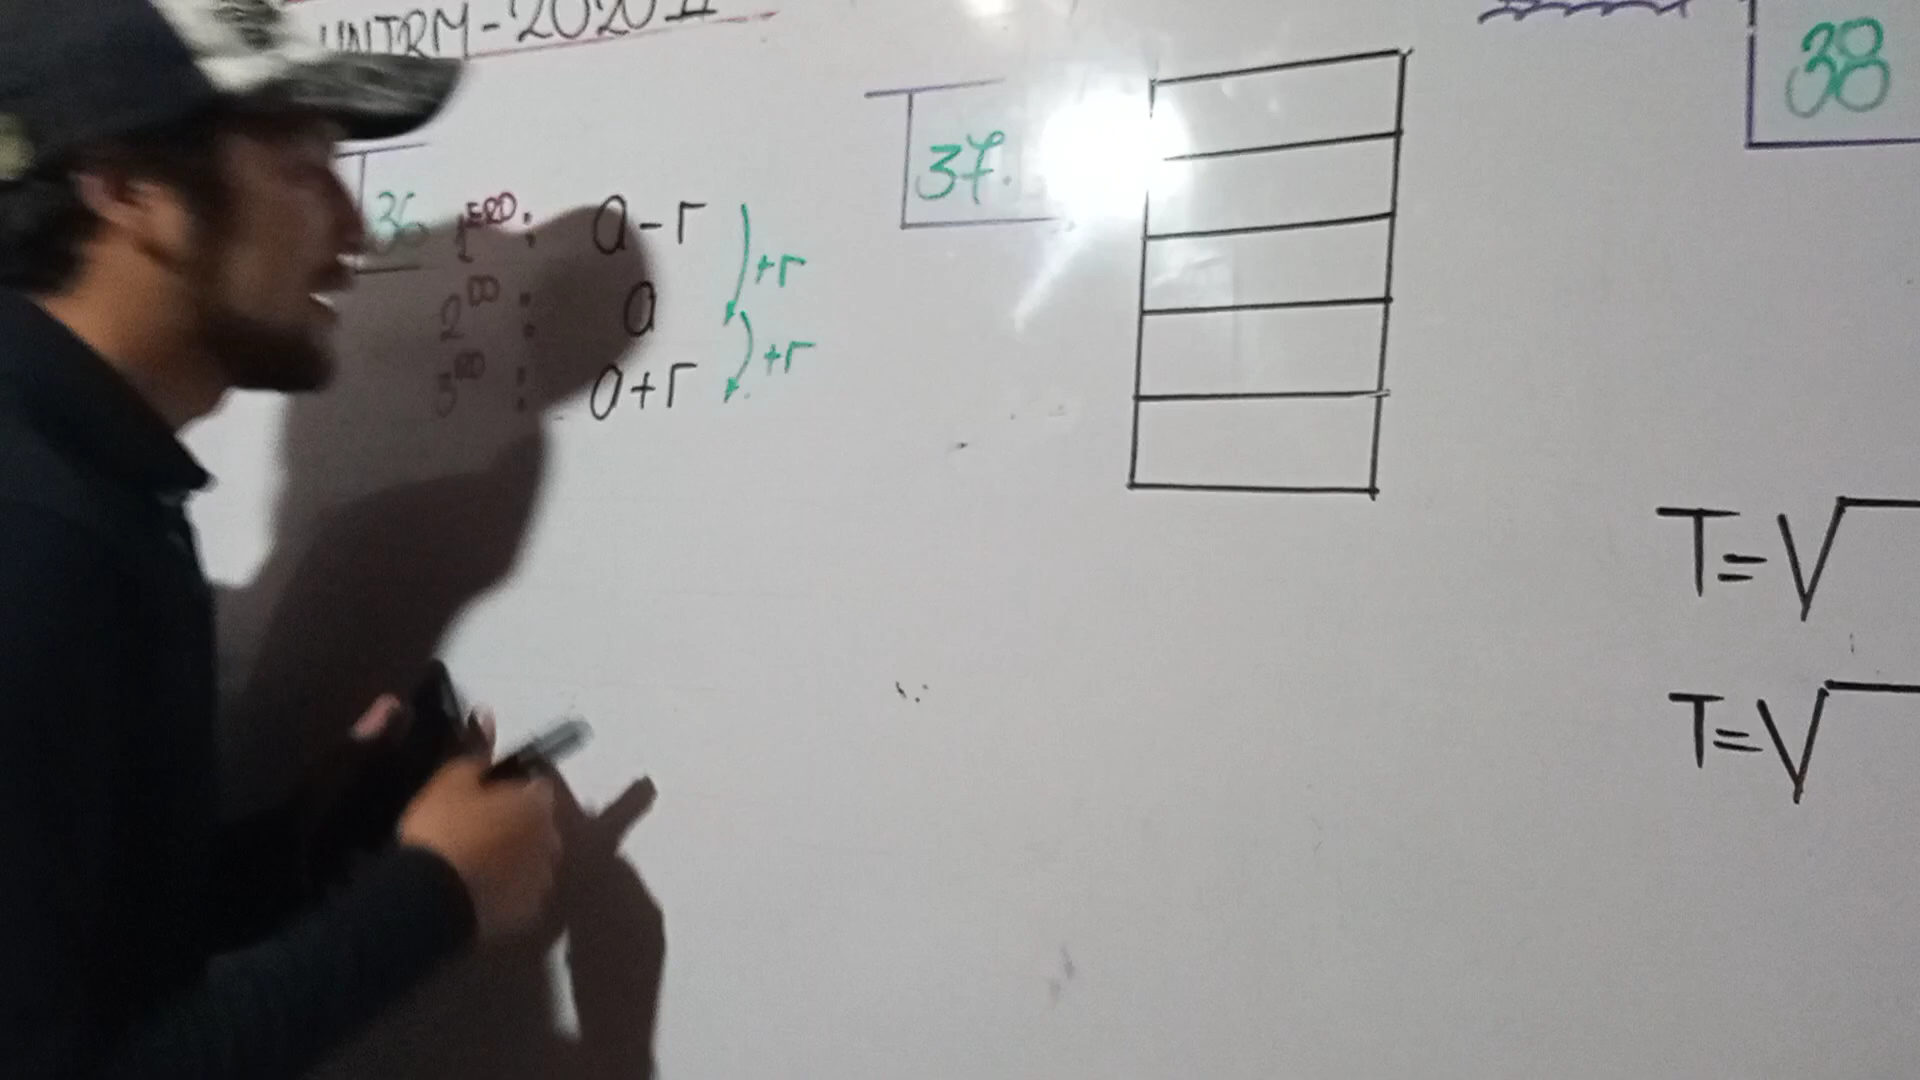 UNTRM-2020 II
36 1ERO: a-r
+r
2DO : a
+r
3RO : a+r
37.
38
T=√
T=√